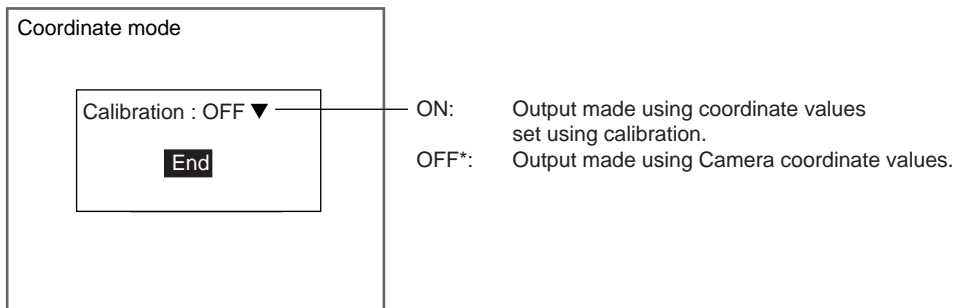 Coordinate mode
Calibration : OFF ▼
End
ON: Output made using coordinate values
set using calibration.
OFF*: Output made using Camera coordinate values.